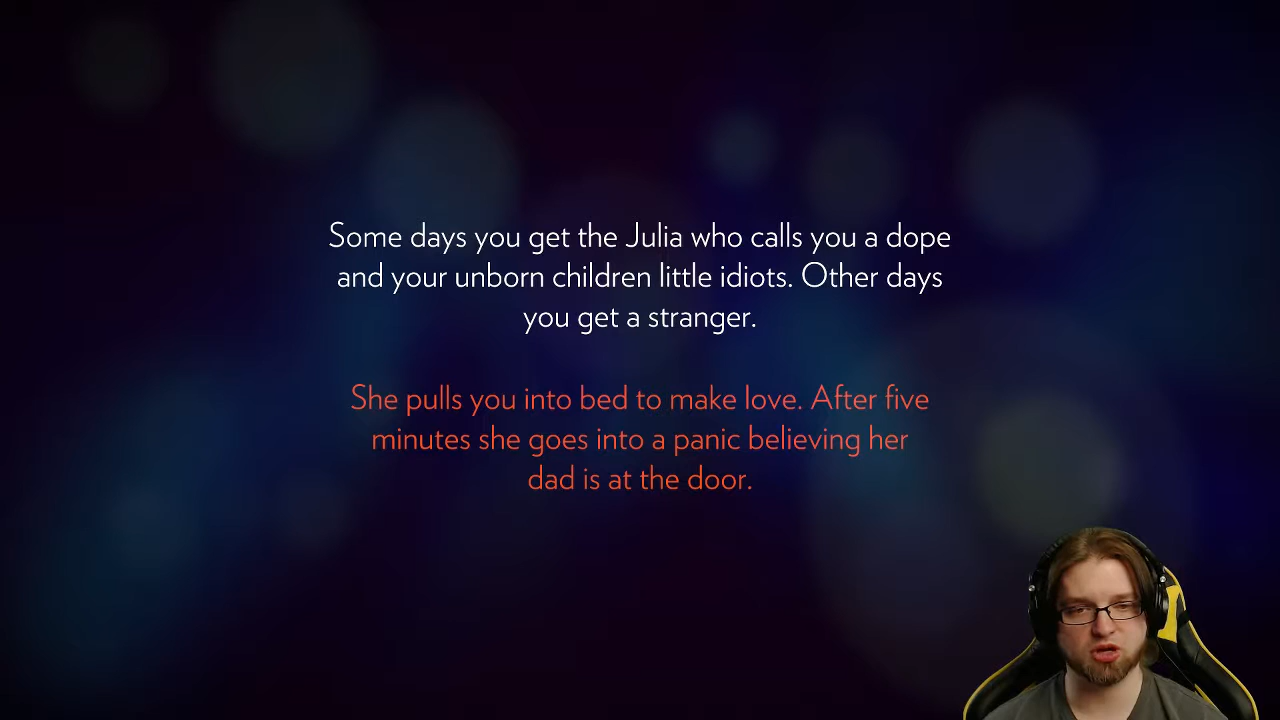 Some days you get the Julia who calls you a dope
and your unborn children little idiots. Other days
you get a stranger.
She pulls you into bed to make love. After five
minutes she goes into a panic believing her
dad is at the door.